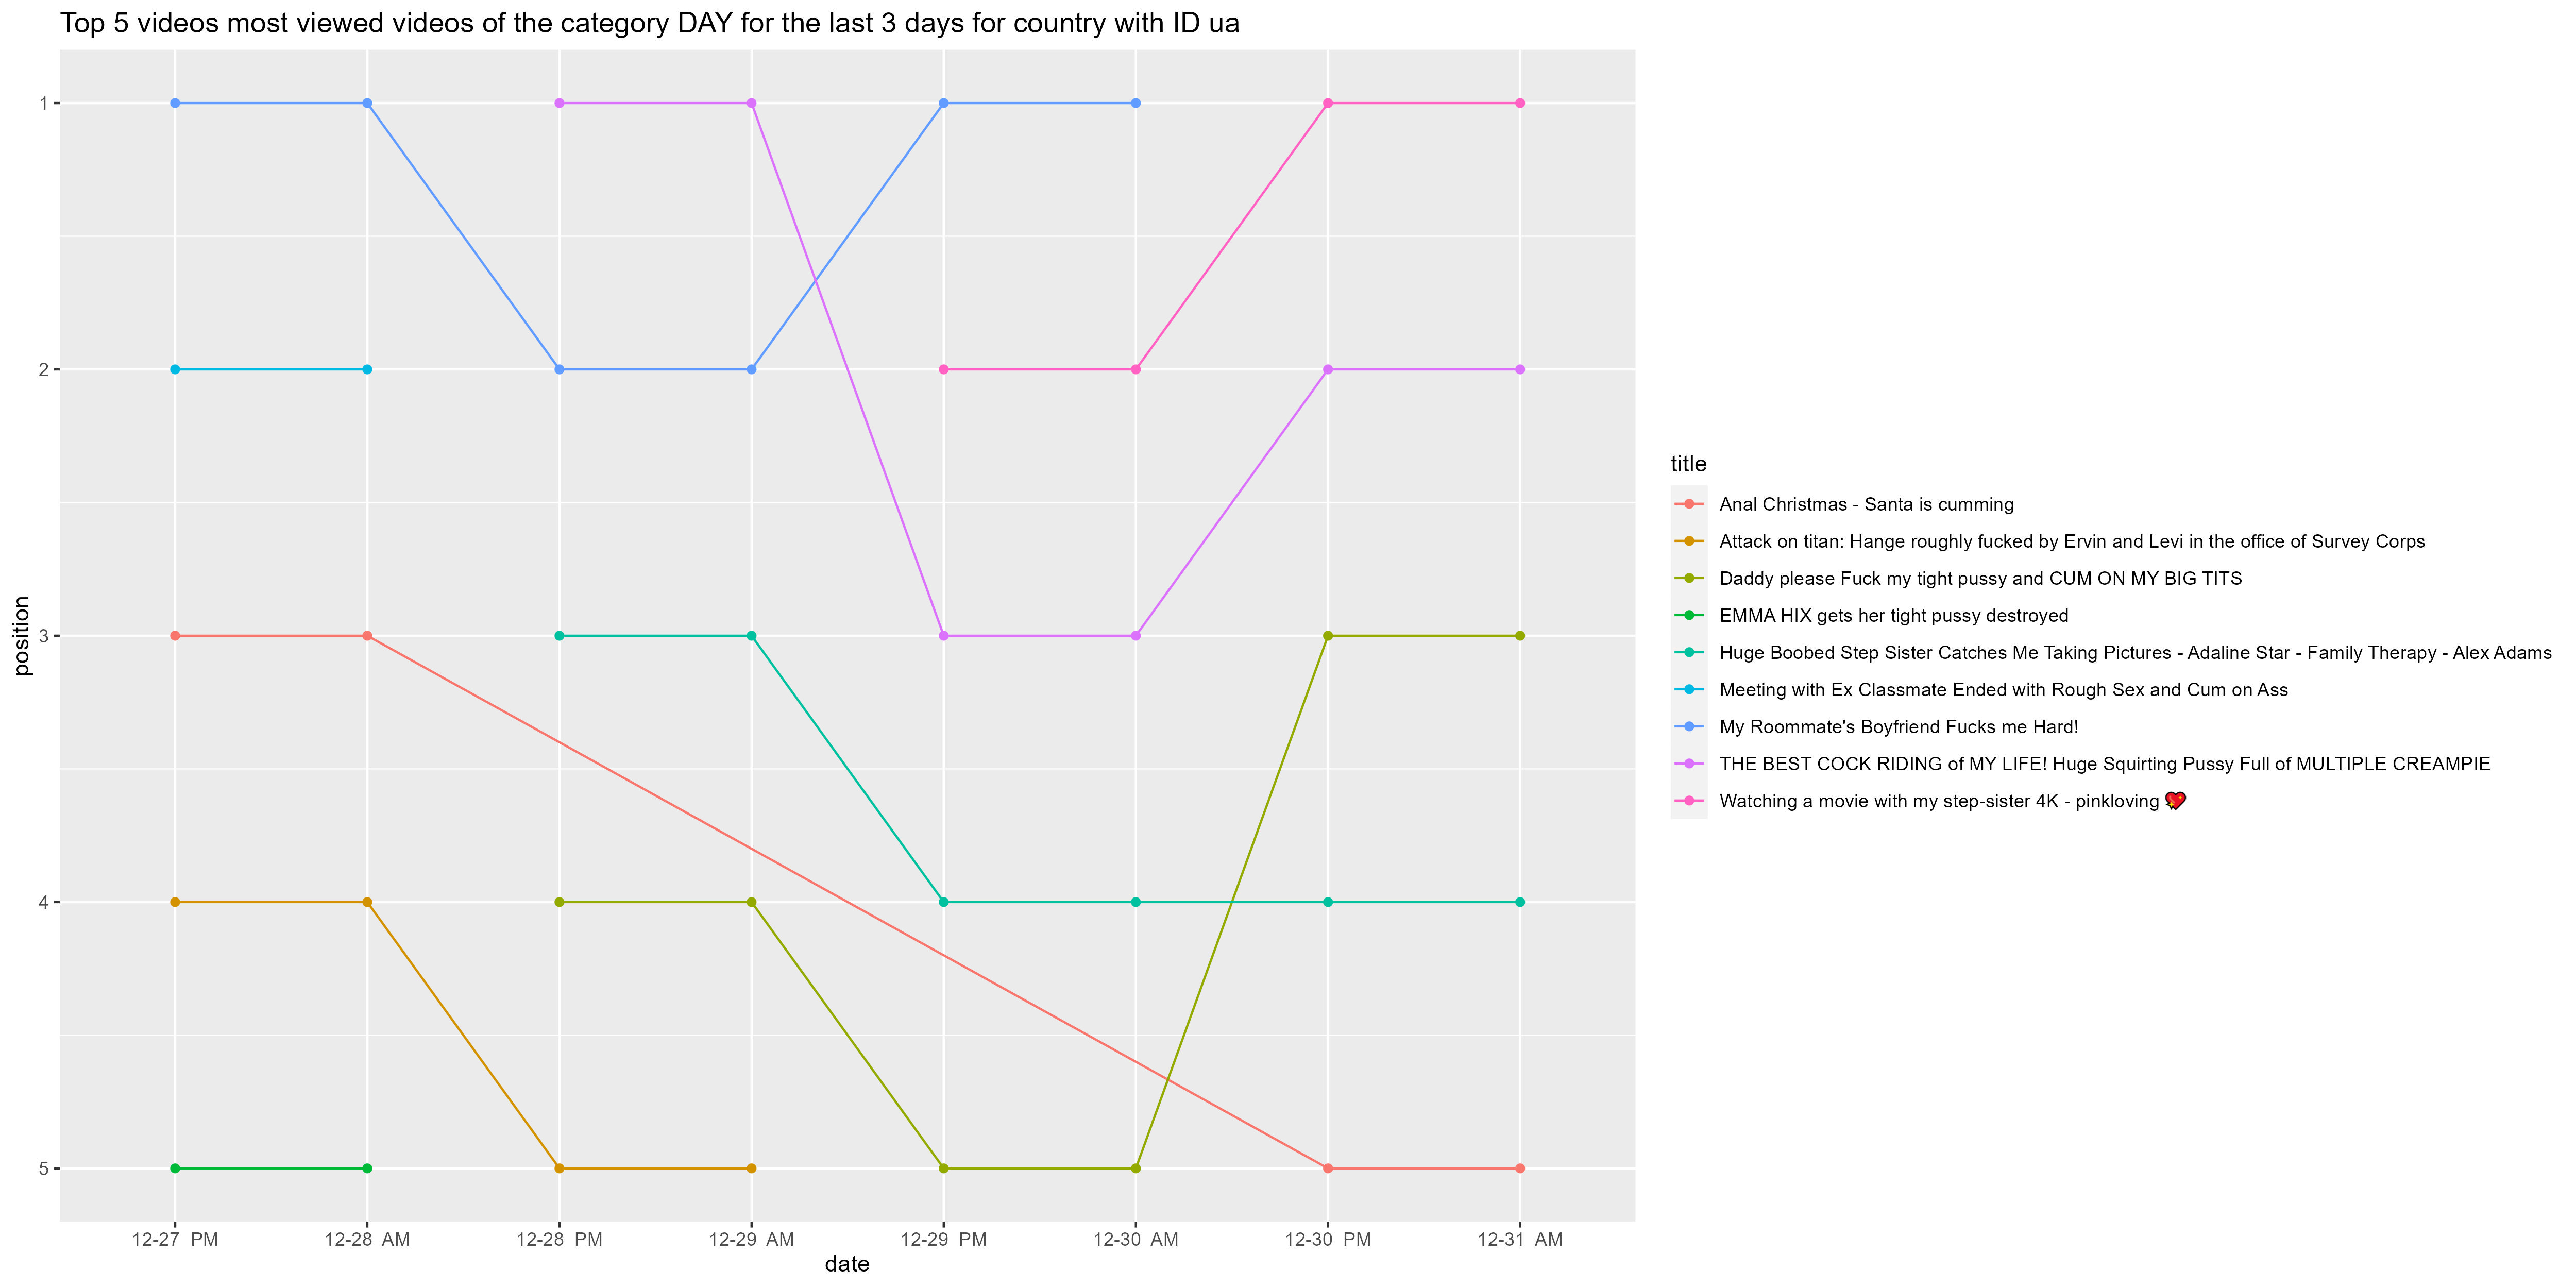 Top 5 videos most viewed videos of the category DAY for the last 3 days for country with ID ua
1
2
3
4
5
position
12-27 PM
12-28 AM
12-28 PM
12-29 AM
12-29 PM
12-30 AM
12-30 PM
12-31 AM
date
title
Anal Christmas - Santa is cumming
Attack on titan: Hange roughly fucked by Ervin and Levi in the office of Survey Corps
Daddy please Fuck my tight pussy and CUM ON MY BIG TITS
EMMA HIX gets her tight pussy destroyed
Huge Boobed Step Sister Catches Me Taking Pictures - Adaline Star - Family Therapy - Alex Adams
Meeting with Ex Classmate Ended with Rough Sex and Cum on Ass
My Roommate's Boyfriend Fucks me Hard!
THE BEST COCK RIDING of MY LIFE! Huge Squirting Pussy Full of MULTIPLE CREAMPIE
Watching a movie with my step-sister 4K - pinkloving 💖